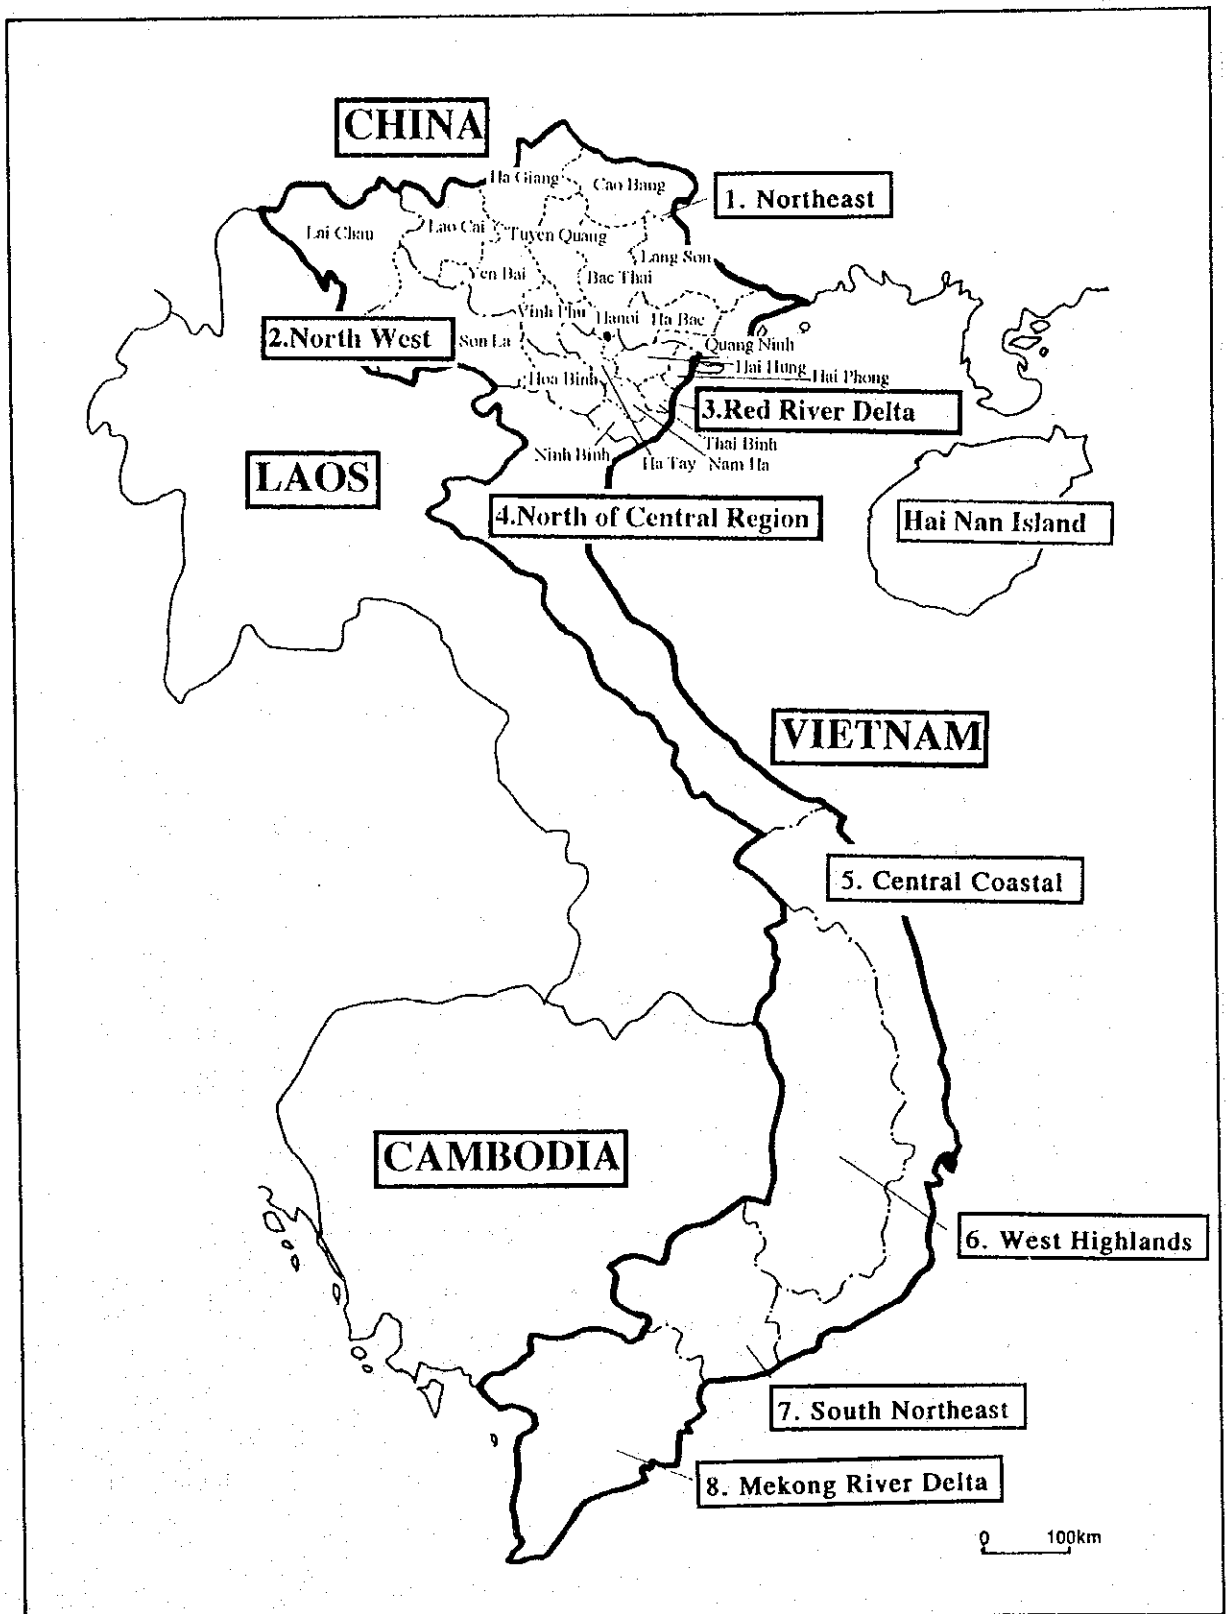 CHINA
Ha Giang
Cao Bang
1. Northeast
Lai Chau
Lao Cai
Tuyen Quang
Lang Son
Yen Bai
Bac Thai
Vinh Phu
Hanoi
Ha Bac
2.North West
Son La
Quang Ninh
Hai Hung
Hai Phong
Hoa Binh
3.Red River Delta
Thai Binh
Ninh Binh
Ha Tay
Nam Ha
LAOS
4.North of Central Region
Hai Nan Island
VIETNAM
5. Central Coastal
CAMBODIA
6. West Highlands
7. South Northeast
8. Mekong River Delta
0 100km